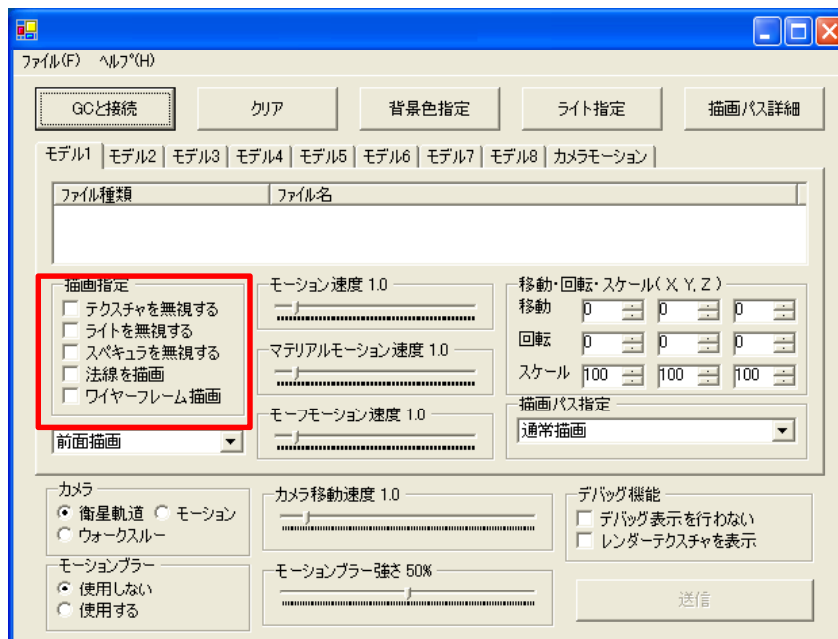 ファイル(F) ヘルプ(H)
GCと接続 クリア 背景色指定 ライト指定 描画パス詳細
モデル1 モデル2 モデル3 モデル4 モデル5 モデル6 モデル7 モデル8 カメラモーション
ファイル種類 ファイル名
描画指定
テクスチャを無視する
ライトを無視する
スペキュラを無視する
法線を描画
ワイヤーフレーム描画
前面描画
モーション速度 1.0
マテリアルモーション速度 1.0
モーフモーション速度 1.0
移動・回転・スケール(X,Y,Z)
移動 0 0 0
回転 0 0 0
スケール 100 100 100
描画パス指定
通常描画
カメラ
衛星軌道 モーション
ウォークスルー
モーションブラー
使用しない
使用する
カメラ移動速度 1.0
モーションブラー強さ 50%
デバッグ機能
デバッグ表示を行わない
レンダーテクスチャを表示
送信